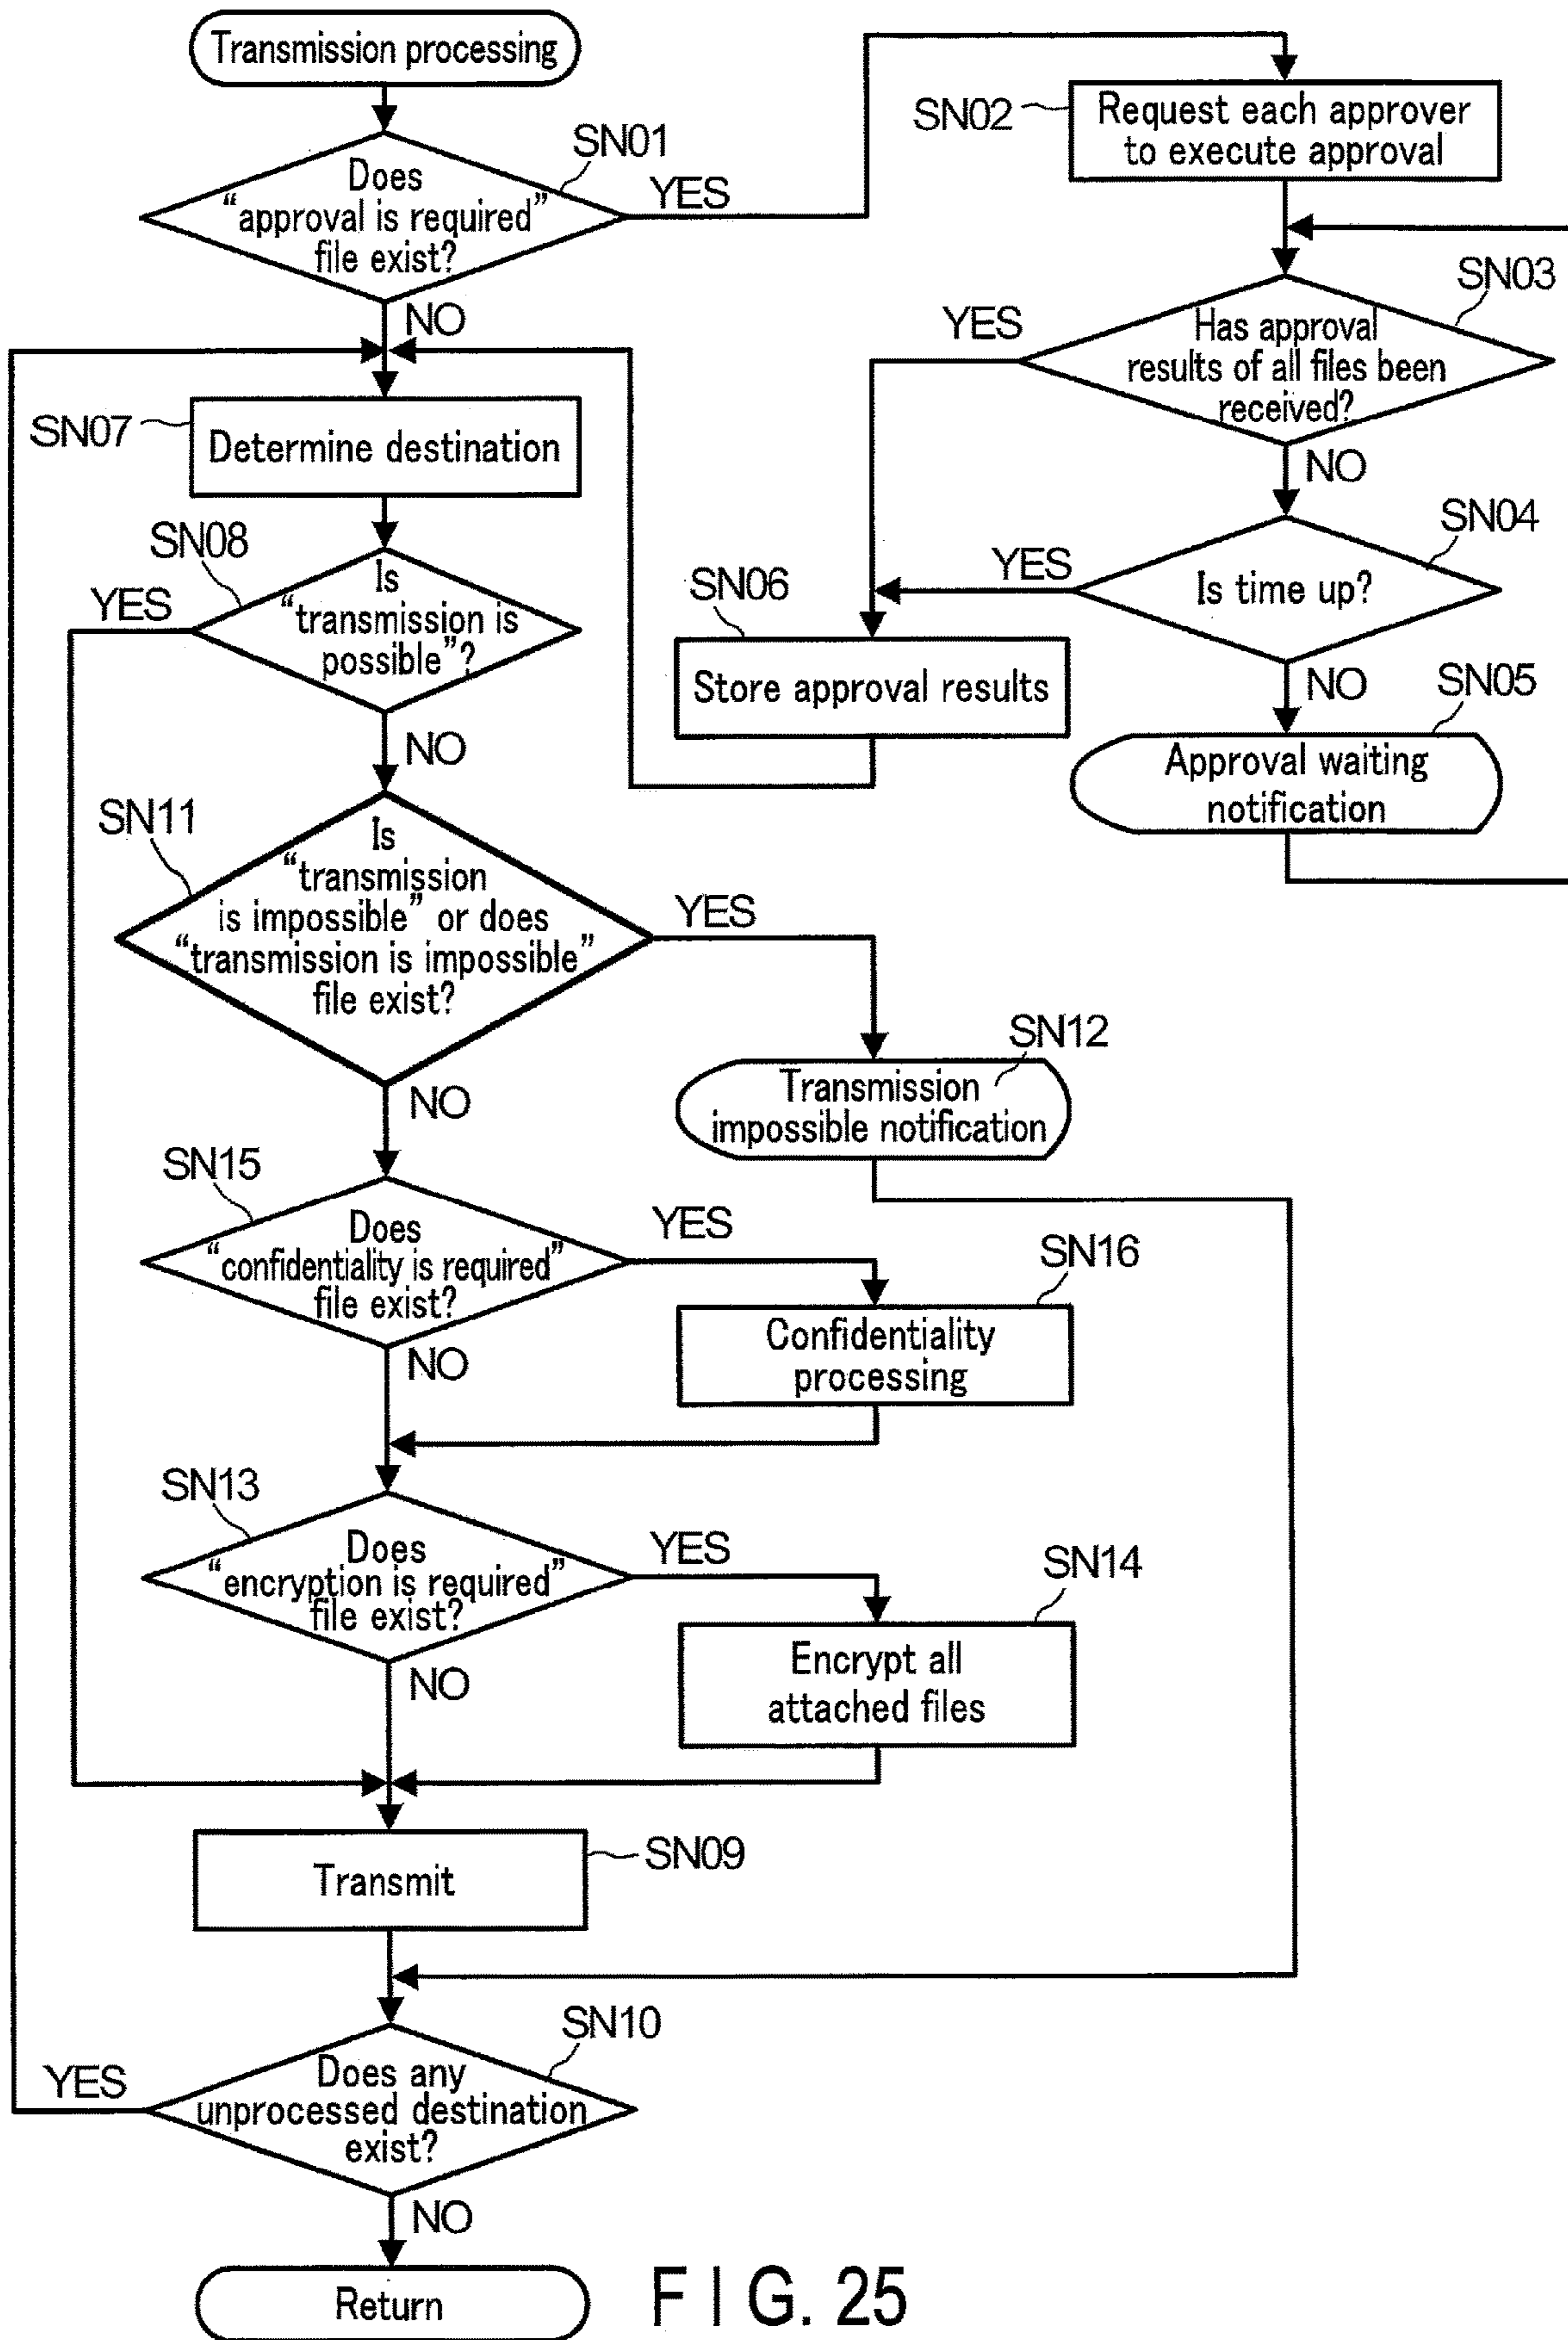 Transmission processing
SN01
Does
“approval is required”
file exist?
YES
NO
SN02
Request each approver
to execute approval
SN03
Has approval
results of all files been
received?
YES
NO
SN04
Is time up?
YES
NO
SN05
Approval waiting
notification
SN06
Store approval results
SN07
Determine destination
SN08
Is
“transmission is
possible”?
YES
NO
SN11
Is
“transmission
is impossible” or does
“transmission is impossible”
file exist?
YES
NO
SN12
Transmission
impossible notification
SN15
Does
“confidentiality is required”
file exist?
YES
NO
SN16
Confidentiality
processing
SN13
Does
“encryption is required”
file exist?
YES
NO
SN14
Encrypt all
attached files
Transmit
SN09
SN10
Does any
unprocessed destination
exist?
YES
NO
Return
FIG. 25